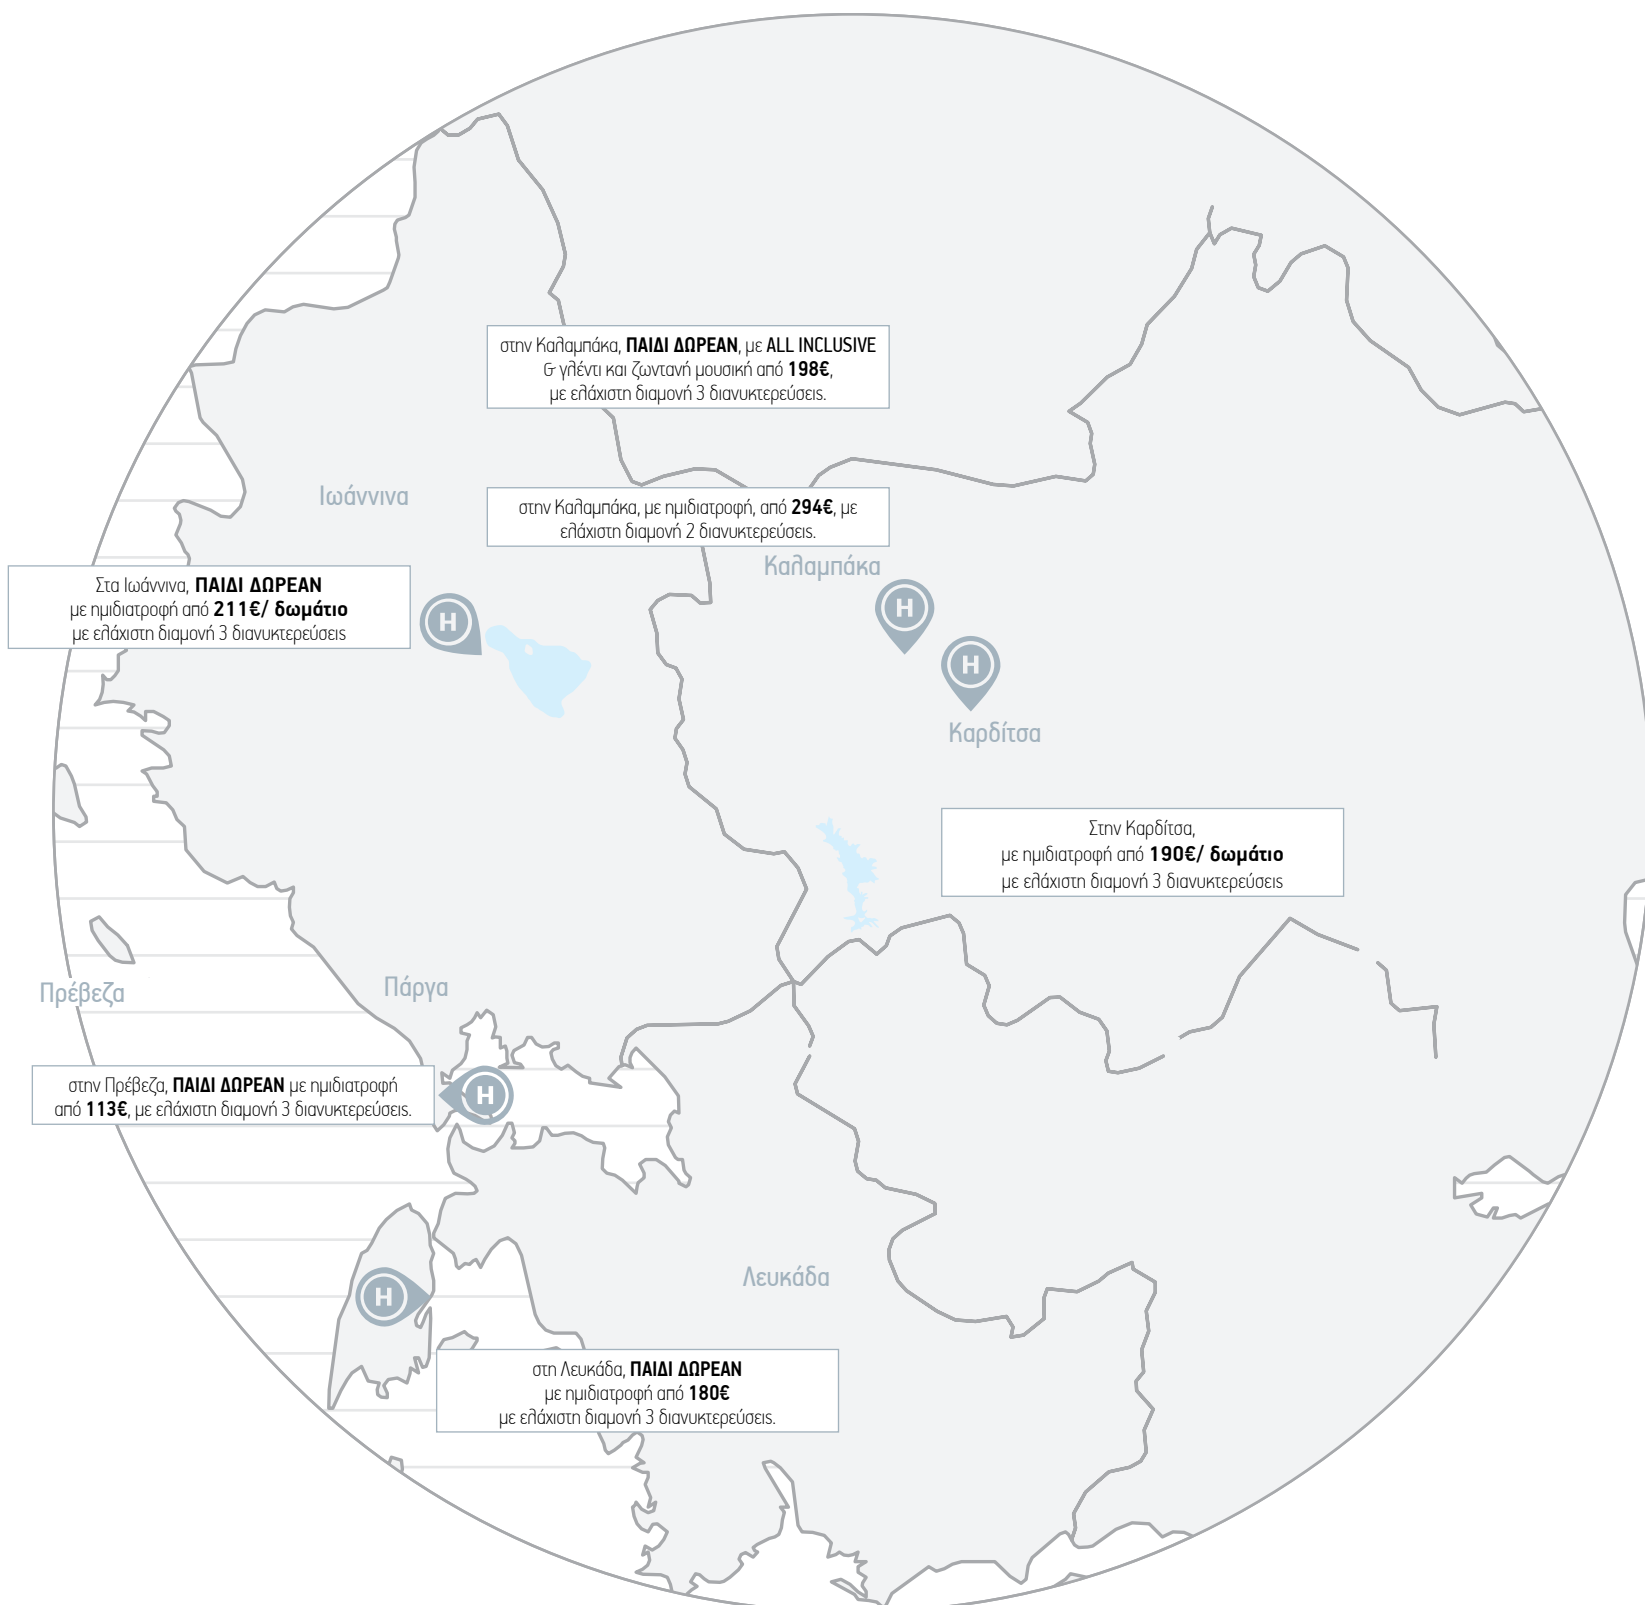 στην Καλαμπάκα, ΠΑΙΔΙ ΔΩΡΕΑΝ, με ALL INCLUSIVE
& γλέντι και ζωντανή μουσική από 198€,
με ελάχιστη διαμονή 3 διανυκτερεύσεις.
Ιωάννινα
στην Καλαμπάκα, με ημιδιατροφή, από 294€, με
ελάχιστη διαμονή 2 διανυκτερεύσεις.
Καλαμπάκα
Στα Ιωάννινα, ΠΑΙΔΙ ΔΩΡΕΑΝ
με ημιδιατροφή από 211€/ δωμάτιο
με ελάχιστη διαμονή 3 διανυκτερεύσεις
H
H
H
Καρδίτσα
Στην Καρδίτσα,
με ημιδιατροφή από 190€/ δωμάτιο
με ελάχιστη διαμονή 3 διανυκτερεύσεις
Πρέβεζα
Πάργα
στην Πρέβεζα, ΠΑΙΔΙ ΔΩΡΕΑΝ με ημιδιατροφή
από 113€, με ελάχιστη διαμονή 3 διανυκτερεύσεις.
H
Λευκάδα
H
στη Λευκάδα, ΠΑΙΔΙ ΔΩΡΕΑΝ
με ημιδιατροφή από 180€
με ελάχιστη διαμονή 3 διανυκτερεύσεις.